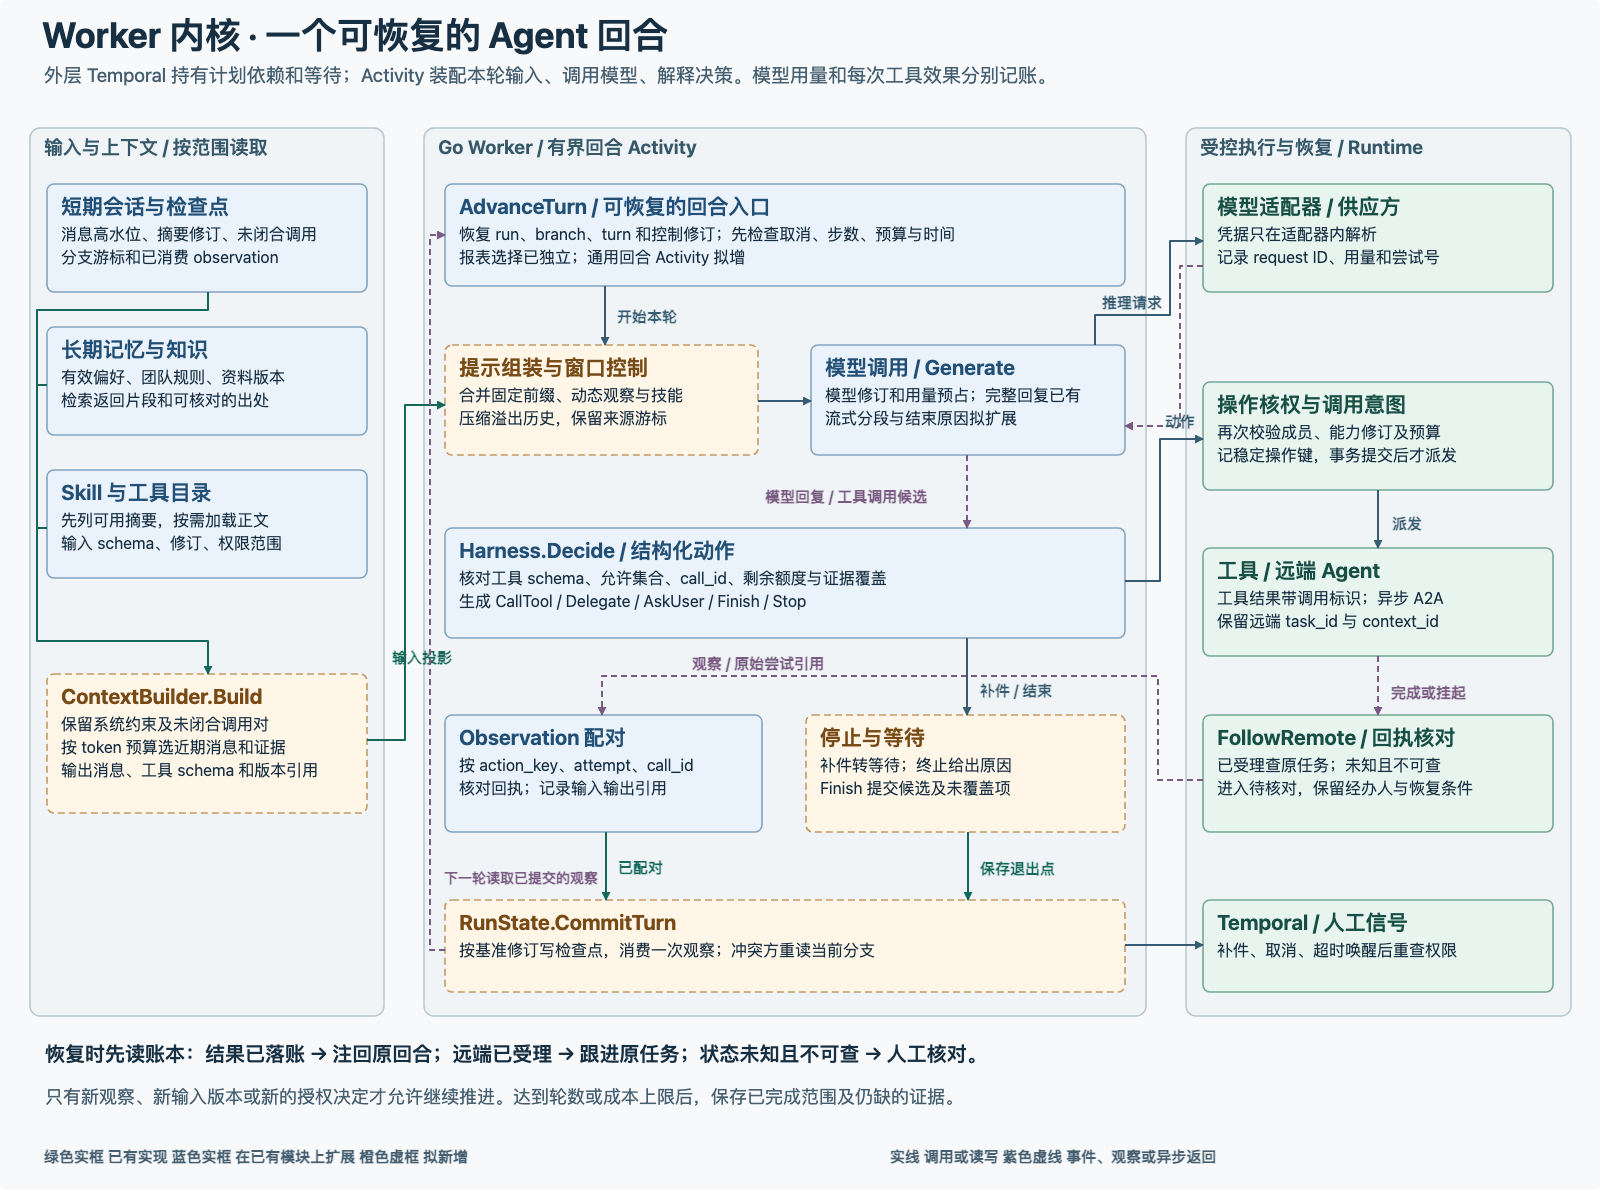 Worker 内核 · 一个可恢复的 Agent 回合
外层 Temporal 持有计划依赖和等待；Activity 装配本轮输入、调用模型、解释决策。模型用量和每次工具效果分别记账。
输入与上下文 / 按范围读取
短期会话与检查点
消息高水位、摘要修订、未闭合调用
分支游标和已消费 observation
长期记忆与知识
有效偏好、团队规则、资料版本
检索返回片段和可核对的出处
Skill 与工具目录
先列可用摘要，按需加载正文
输入 schema、修订、权限范围
ContextBuilder.Build
保留系统约束及未闭合调用对
按 token 预算选近期消息和证据
输出消息、工具 schema 和版本引用
输入投影
Go Worker / 有界回合 Activity
AdvanceTurn / 可恢复的回合入口
恢复 run、branch、turn 和控制修订；先检查取消、步数、预算与时间
报表选择已独立；通用回合 Activity 拟增
开始本轮
推理请求
提示组装与窗口控制
合并固定前缀、动态观察与技能
压缩溢出历史，保留来源游标
模型调用 / Generate
模型修订和用量预占；完整回复已有
流式分段与结束原因拟扩展
动作
模型回复 / 工具调用候选
Harness.Decide / 结构化动作
核对工具 schema、允许集合、call_id、剩余额度与证据覆盖
生成 CallTool / Delegate / AskUser / Finish / Stop
观察 / 原始尝试引用
补件 / 结束
Observation 配对
按 action_key、attempt、call_id
核对回执；记录输入输出引用
停止与等待
补件转等待；终止给出原因
Finish 提交候选及未覆盖项
已配对
保存退出点
下一轮读取已提交的观察
RunState.CommitTurn
按基准修订写检查点，消费一次观察；冲突方重读当前分支
受控执行与恢复 / Runtime
模型适配器 / 供应方
凭据只在适配器内解析
记录 request ID、用量和尝试号
操作核权与调用意图
再次校验成员、能力修订及预算
记稳定操作键，事务提交后才派发
派发
工具 / 远端 Agent
工具结果带调用标识；异步 A2A
保留远端 task_id 与 context_id
完成或挂起
FollowRemote / 回执核对
已受理查原任务；未知且不可查
进入待核对，保留经办人与恢复条件
Temporal / 人工信号
补件、取消、超时唤醒后重查权限
恢复时先读账本：结果已落账 → 注回原回合；远端已受理 → 跟进原任务；状态未知且不可查 → 人工核对。
只有新观察、新输入版本或新的授权决定才允许继续推进。达到轮数或成本上限后，保存已完成范围及仍缺的证据。
绿色实框 已有实现 蓝色实框 在已有模块上扩展 橙色虚框 拟新增
实线 调用或读写 紫色虚线 事件、观察或异步返回